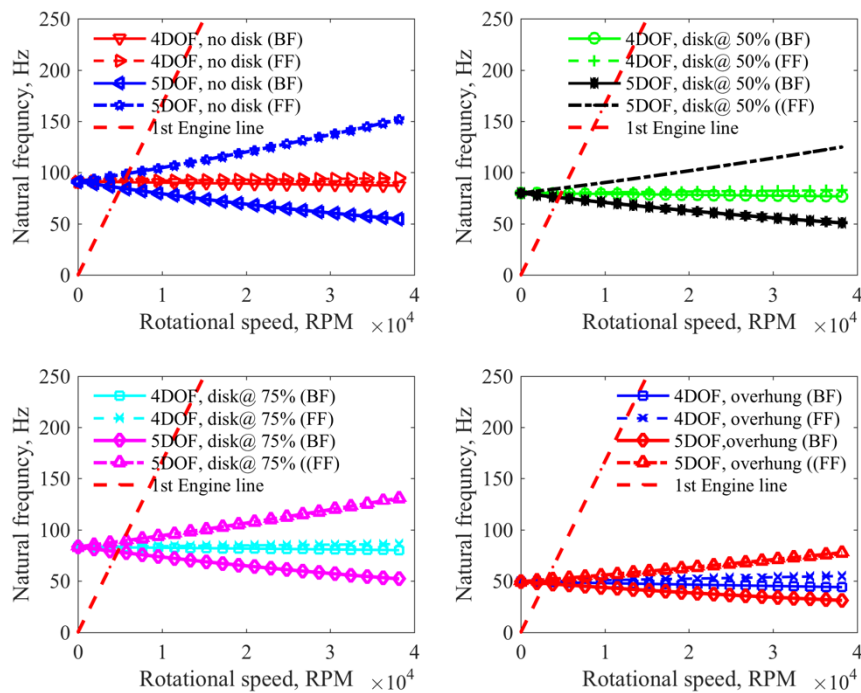 250
200
150
100
50
0
Natural frequncy, Hz
4DOF, no disk (BF)
4DOF, no disk (FF)
5DOF, no disk (BF)
5DOF, no disk (FF)
1st Engine line
0 1 2 3 4
Rotational speed, RPM ×10^4
250
200
150
100
50
0
Natural frequncy, Hz
4DOF, disk@ 50% (BF)
4DOF, disk@ 50% (FF)
5DOF, disk@ 50% (BF)
5DOF, disk@ 50% ((FF)
1st Engine line
0 1 2 3 4
Rotational speed, RPM ×10^4
250
200
150
100
50
0
Natural frequncy, Hz
4DOF, disk@ 75% (BF)
4DOF, disk@ 75% (FF)
5DOF, disk@ 75% (BF)
5DOF, disk@ 75% ((FF)
1st Engine line
0 1 2 3 4
Rotational speed, RPM ×10^4
250
200
150
100
50
0
Natural frequncy, Hz
4DOF, overhung (BF)
4DOF, overhung (FF)
5DOF,overhung (BF)
5DOF, overhung ((FF)
1st Engine line
0 1 2 3 4
Rotational speed, RPM ×10^4